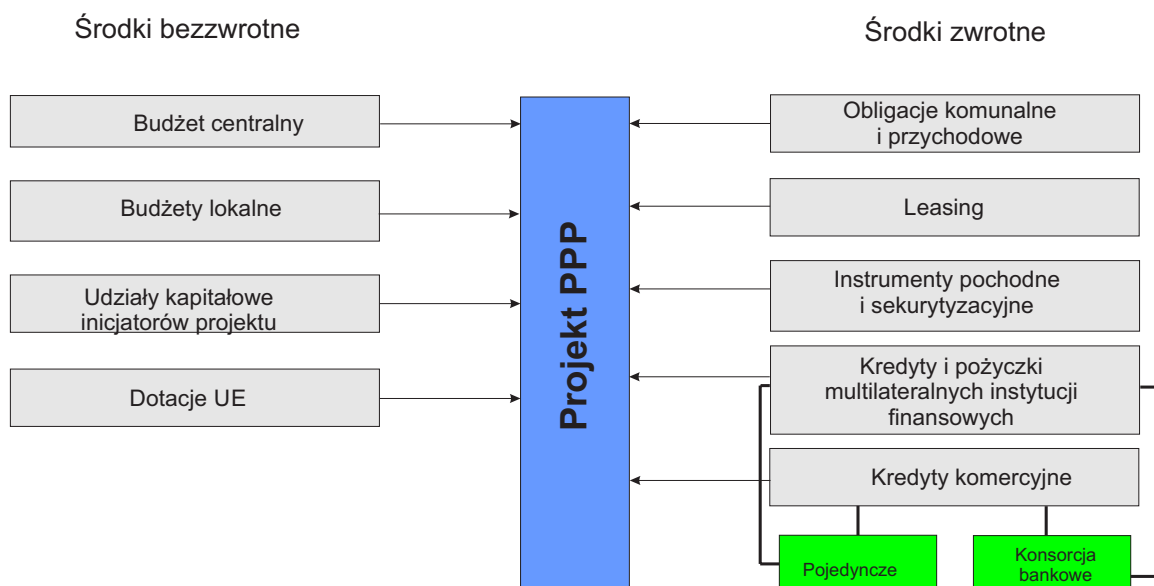 Środki bezzwrotne
Środki zwrotne
Budżet centralny
Budżety lokalne
Udziały kapitałowe
inicjatorów projektu
Dotacje UE
Projekt PPP
Obligacje komunalne
i przychodowe
Leasing
Instrumenty pochodne
i sekurytyzacyjne
Kredyty i pożyczki
multilateralnych instytucji
finansowych
Kredyty komercyjne
Pojedyncze
Konsorcja
bankowe